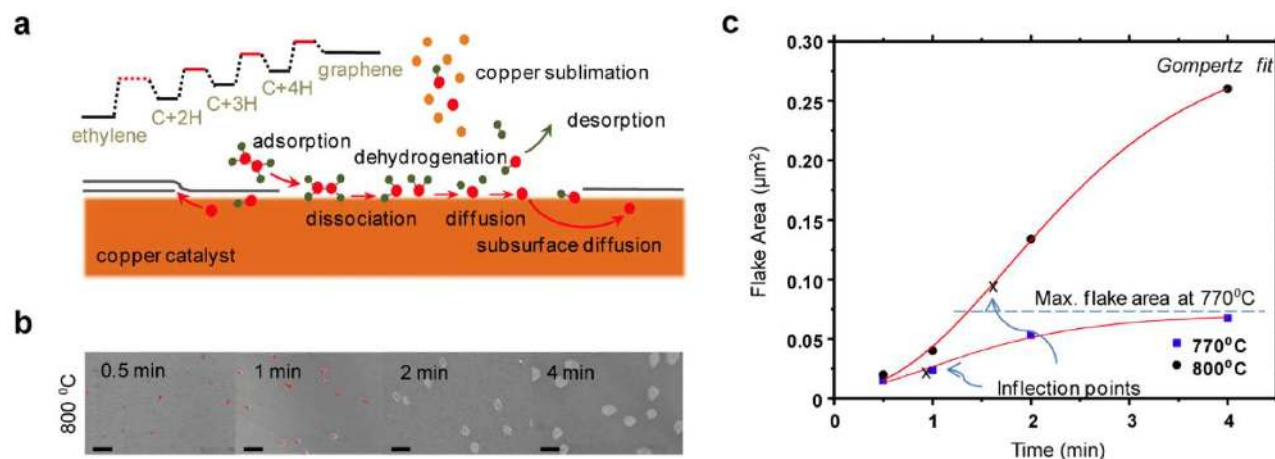 a
ethylene
C+2H
C+3H
C+4H
graphene
copper sublimation
desorption
adsorption
dehydrogenation
dissociation
diffusion
subsurface diffusion
copper catalyst
b
800 ⁰C
0.5 min
1 min
2 min
4 min
c
Flake Area (µm²)
0.30
0.25
0.20
0.15
0.10
0.05
0
Gompertz fit
X
Max. flake area at 770⁰C
770⁰C
800⁰C
X
Inflection points
0
1
2
3
4
Time (min)